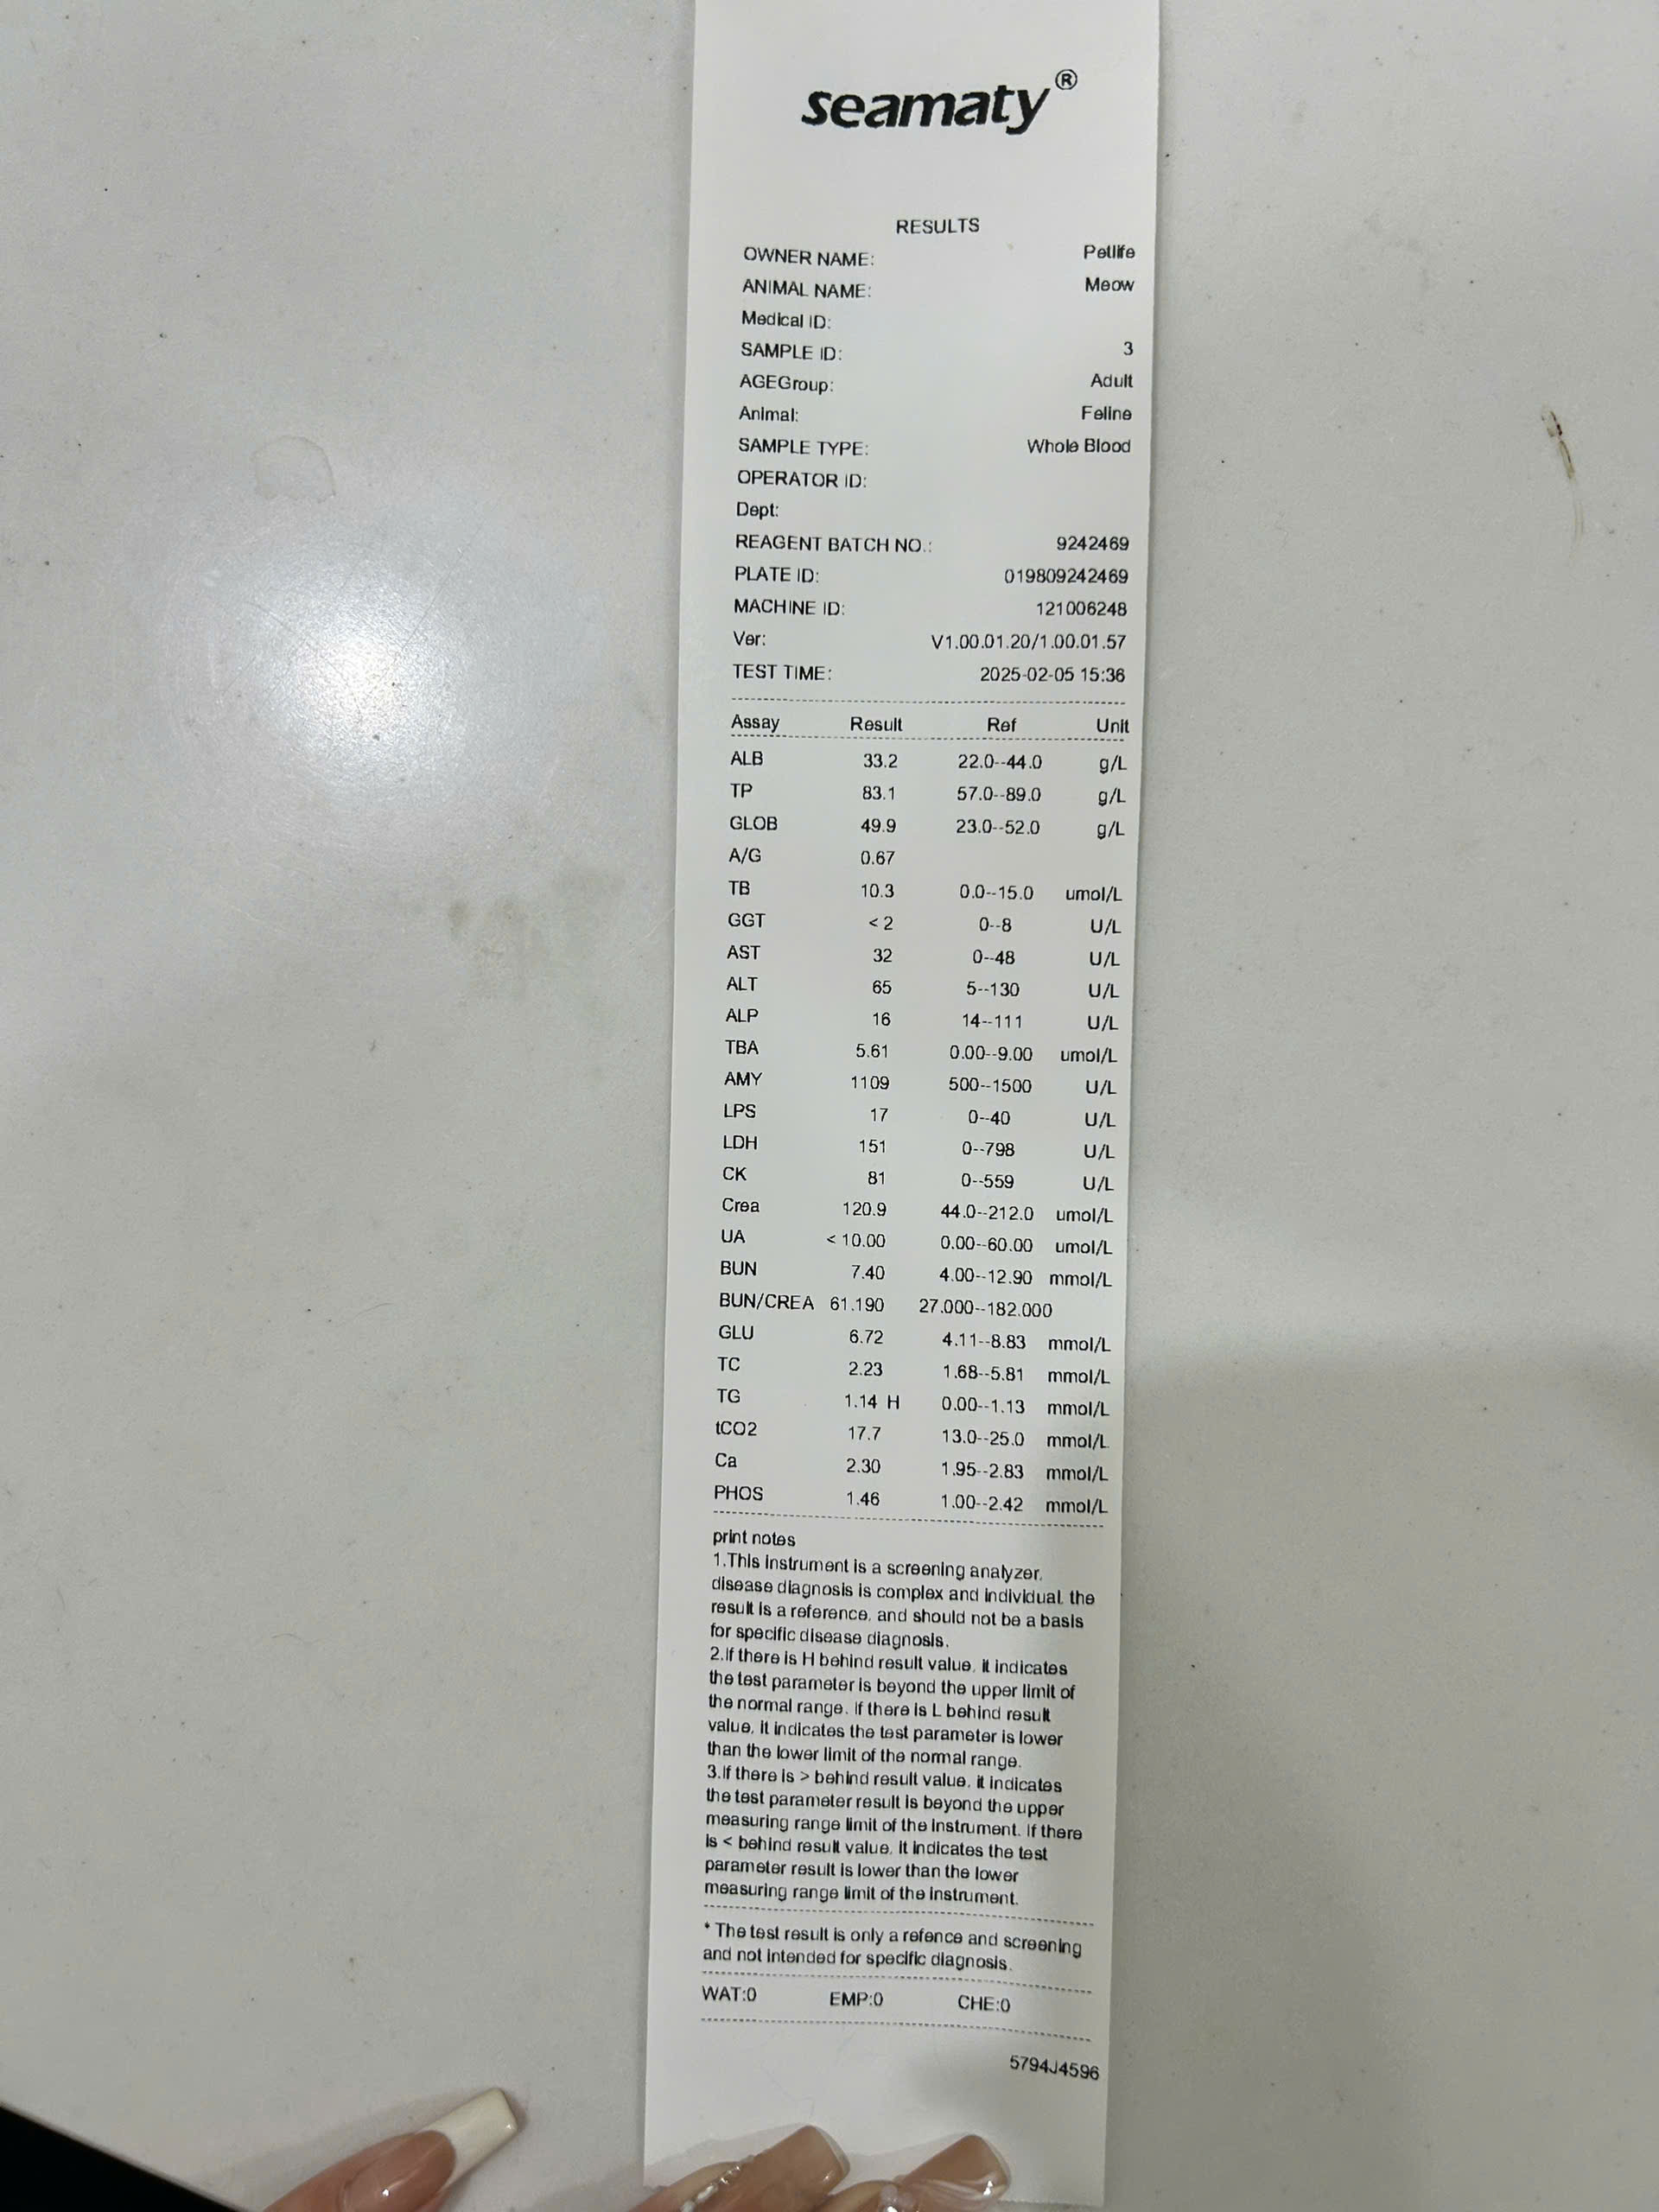 seamaty®
RESULTS
OWNER NAME: Petlife
ANIMAL NAME: Meow
Medical ID:
SAMPLE ID: 3
AGEGroup: Adult
Animal: Feline
SAMPLE TYPE: Whole Blood
OPERATOR ID:
Dept:
REAGENT BATCH NO.: 9242469
PLATE ID: 019809242469
MACHINE ID: 121006248
Ver: V1.00.01.20/1.00.01.57
TEST TIME: 2025-02-05 15:36
Assay Result Ref Unit
ALB 33.2 22.0--44.0 g/L
TP 83.1 57.0--89.0 g/L
GLOB 49.9 23.0--52.0 g/L
A/G 0.67
TB 10.3 0.0--15.0 umol/L
GGT < 2 0--8 U/L
AST 32 0--48 U/L
ALT 65 5--130 U/L
ALP 16 14--111 U/L
TBA 5.61 0.00--9.00 umol/L
AMY 1109 500--1500 U/L
LPS 17 0--40 U/L
LDH 151 0--798 U/L
CK 81 0--559 U/L
Crea 120.9 44.0--212.0 umol/L
UA < 10.00 0.00--60.00 umol/L
BUN 7.40 4.00--12.90 mmol/L
BUN/CREA 61.190 27.000--182.000
GLU 6.72 4.11--8.83 mmol/L
TC 2.23 1.68--5.81 mmol/L
TG 1.14 H 0.00--1.13 mmol/L
tCO2 17.7 13.0--25.0 mmol/L
Ca 2.30 1.95--2.83 mmol/L
PHOS 1.46 1.00--2.42 mmol/L
print notes
1.This instrument is a screening analyzer,
disease diagnosis is complex and individual, the
result is a reference, and should not be a basis
for specific disease diagnosis.
2.If there is H behind result value, it indicates
the test parameter is beyond the upper limit of
the normal range. If there is L behind result
value, it indicates the test parameter is lower
than the lower limit of the normal range.
3.If there is > behind result value, it indicates
the test parameter result is beyond the upper
measuring range limit of the instrument. If there
is < behind result value, it indicates the test
parameter result is lower than the lower
measuring range limit of the instrument.
* The test result is only a refence and screening
and not intended for specific diagnosis.
WAT:0 EMP:0 CHE:0
5794J4596